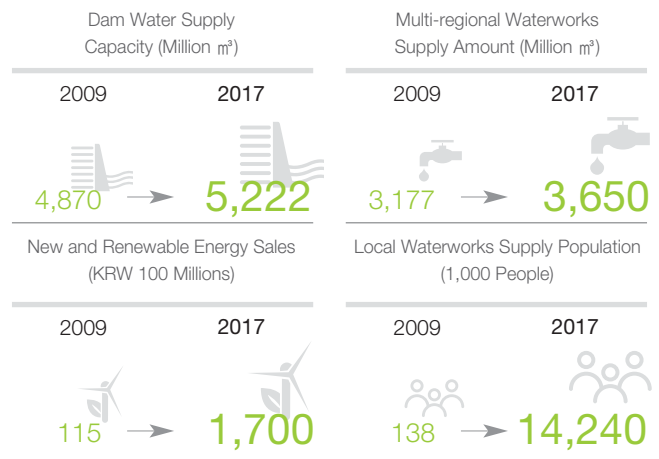 Dam Water Supply
Capacity (Million ㎥)
2009 2017
4,870 5,222
Multi-regional Waterworks
Supply Amount (Million ㎥)
2009 2017
3,177 3,650
New and Renewable Energy Sales
(KRW 100 Millions)
2009 2017
115 1,700
Local Waterworks Supply Population
(1,000 People)
2009 2017
138 14,240